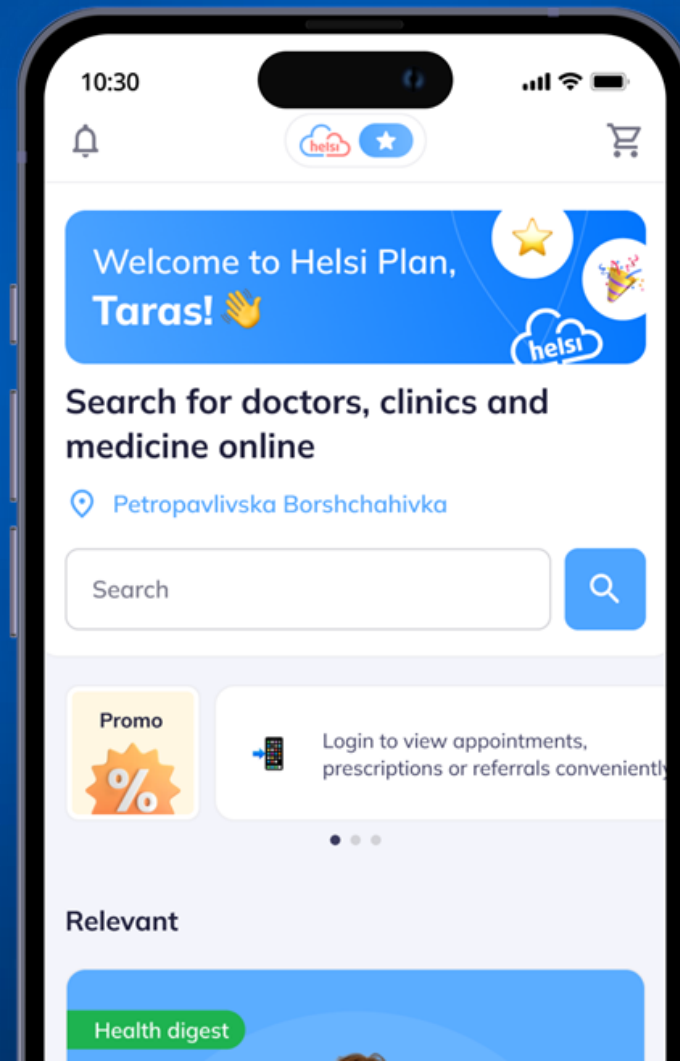 10:30
helsi
Welcome to Helsi Plan,
Taras! 👋
helsi
Search for doctors, clinics and
medicine online
Petropavlivska Borshchahivka
Search
Promo
%
Login to view appointments,
prescriptions or referrals conveniently
Relevant
Health digest